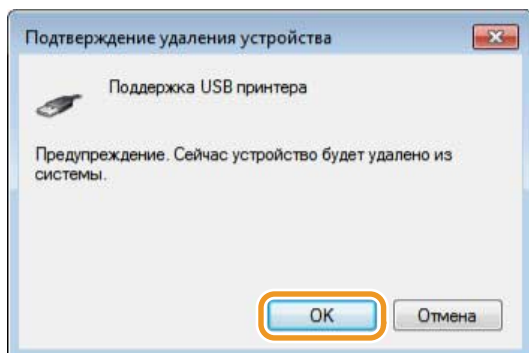 Подтверждение удаления устройства
Поддержка USB принтера
Предупреждение. Сейчас устройство будет удалено из
системы.
OK
Отмена